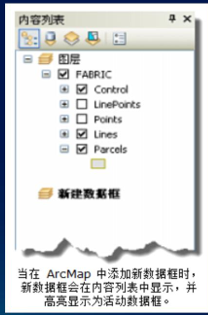 内容列表
图层
FABRIC
Control
LinePoints
Points
Lines
Parcels
新建数据框
当在 ArcMap 中添加新数据框时，
新数据框会在内容列表中显示，并
高亮显示为活动数据框。